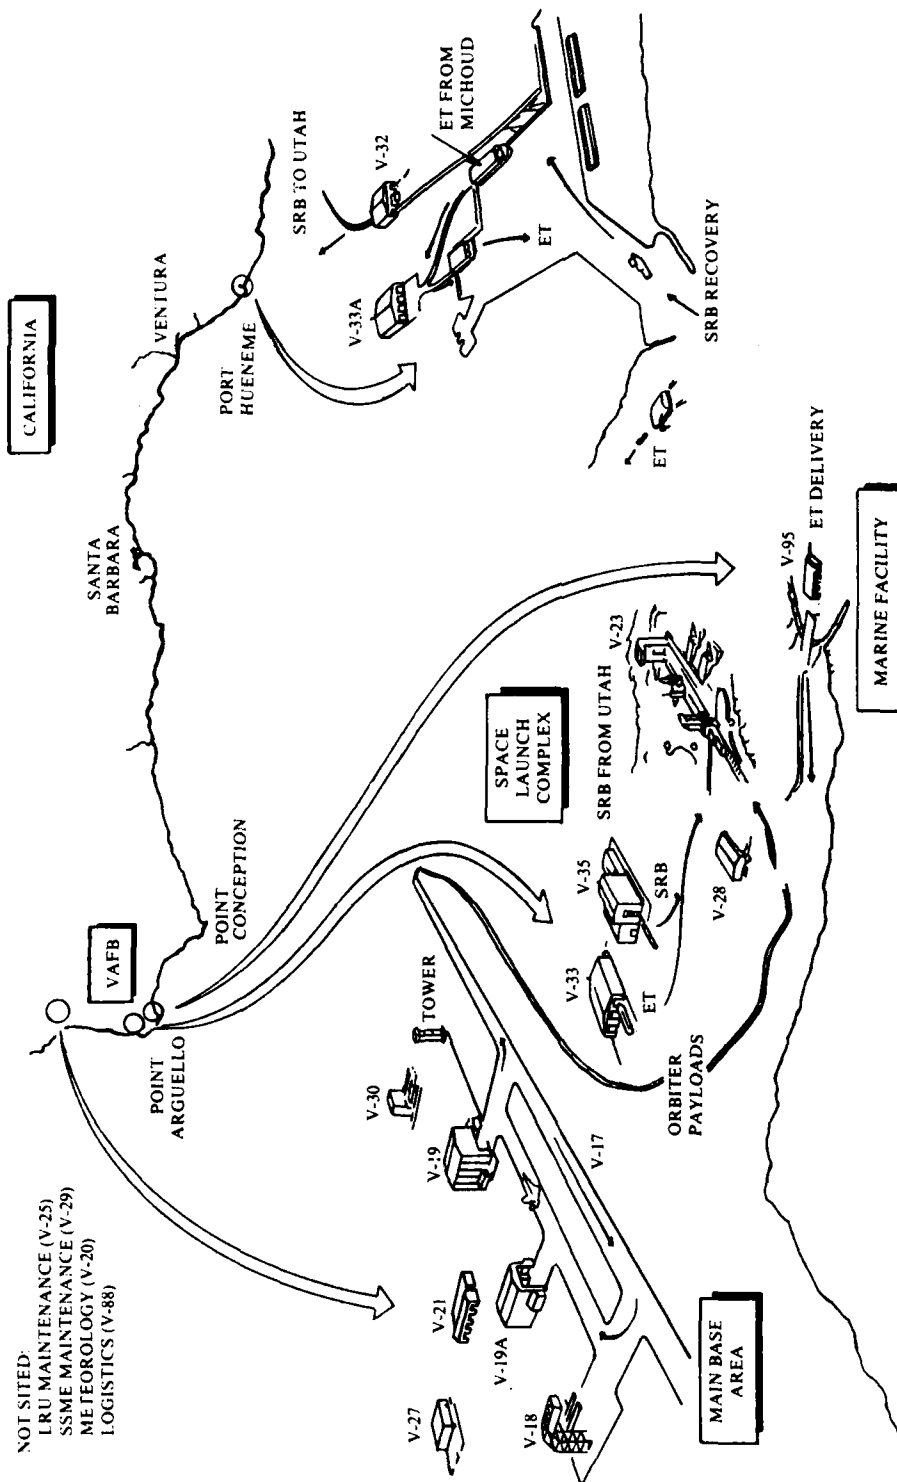 NOT SITED:
LRU MAINTENANCE (V-25)
SSME MAINTENANCE (V-29)
METEOROLOGY (V-20)
LOGISTICS (V-88)
VAFB
POINT
ARGUELLO
POINT
CONCEPTION
SANTA
BARBARA
CALIFORNIA
VENTURA
PORT
HUENEME
SRB TO UTAH
V-32
V-33A
ET FROM
MICHOUD
ET
SRB RECOVERY
ET
V-27
V-21
V-30
TOWER
V-19
V-19A
V-18
V-17
MAIN BASE
AREA
ORBITER
PAYLOADS
SPACE
LAUNCH
COMPLEX
V-33
ET
V-35
SRB
SRB FROM UTAH
V-23
V-28
V-95
ET DELIVERY
MARINE FACILITY